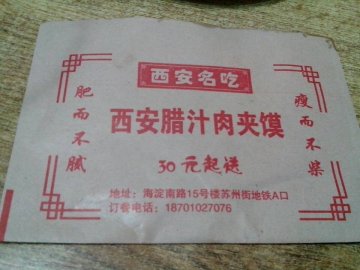 西安名吃
肥而不腻
西安腊汁肉夹馍
瘦而不柴
30元起送
地址：海淀南路15号楼苏州街地铁A口
订餐电话：18701027076